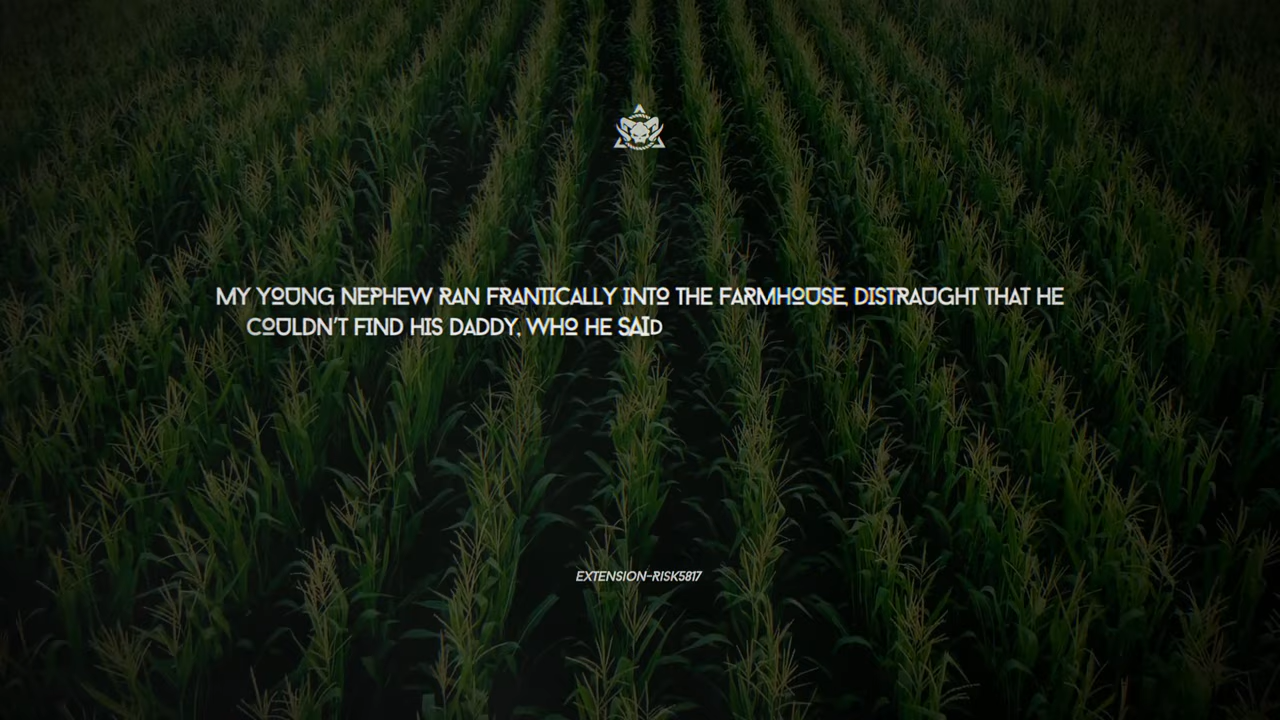 MY YOUNG NEPHEW RAN FRANTICALLY INTO THE FARMHOUSE, DISTRAUGHT THAT HE
COULDN'T FIND HIS DADDY, WHO HE SAID
EXTENSION-RISK5817